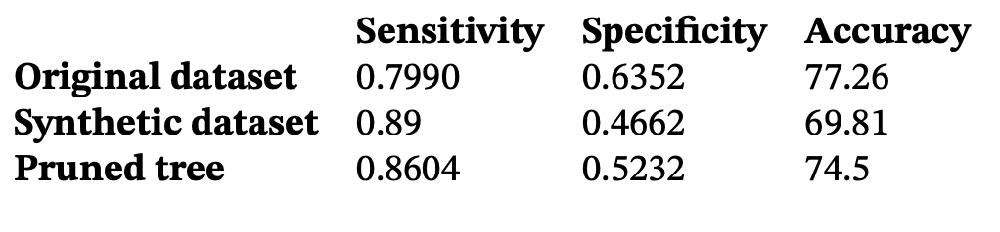 Sensitivity Specificity Accuracy
Original dataset 0.7990 0.6352 77.26
Synthetic dataset 0.89 0.4662 69.81
Pruned tree 0.8604 0.5232 74.5